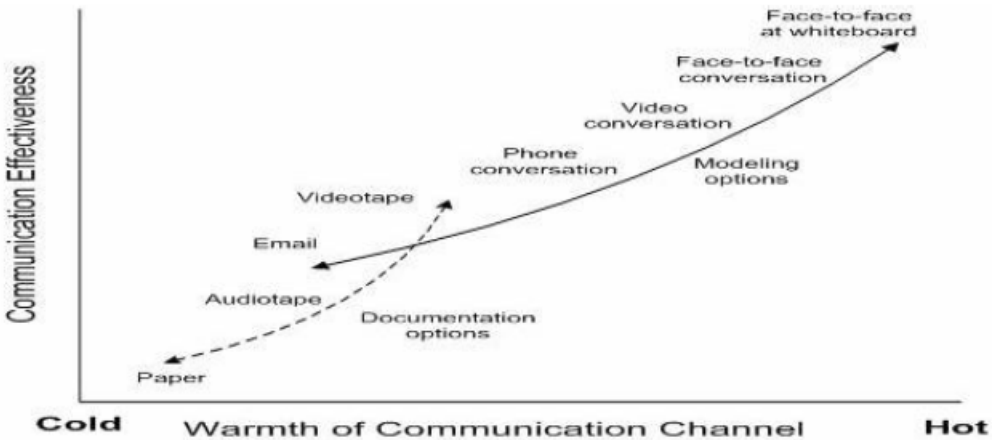 Face-to-face
at whiteboard
Face-to-face
conversation
Video
conversation
Phone
conversation
Modeling
options
Videotape
Email
Audiotape
Documentation
options
Paper
Communication Effectiveness
Cold
Warmth of Communication Channel
Hot